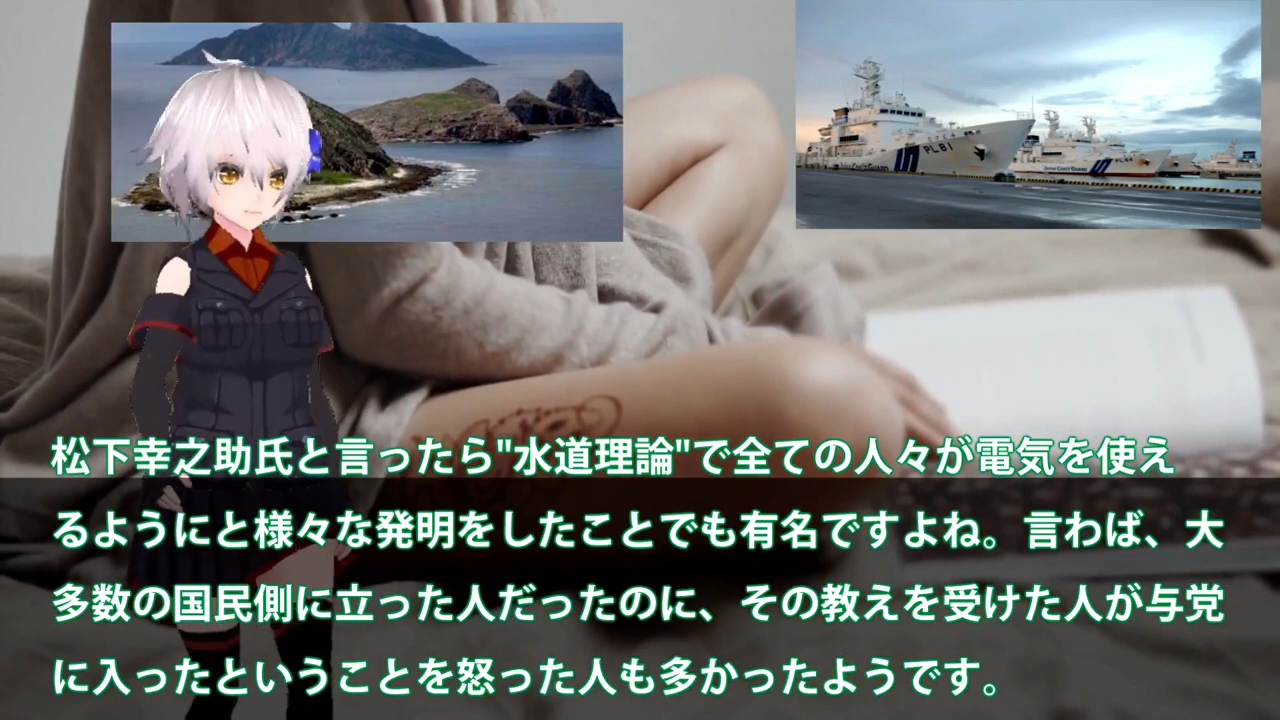 PL81
Japan Coast Guard
松下幸之助氏と言ったら"水道理論"で全ての人々が電気を使え
るようにと様々な発明をしたことでも有名ですよね。言わば、大
多数の国民側に立った人だったのに、その教えを受けた人が与党
に入ったということを怒った人も多かったようです。